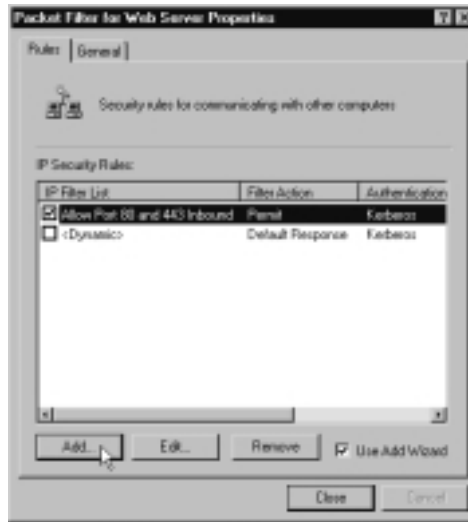 Packet Filter for Web Server Properties
Rules General
Security rules for communicating with other computers
IP Security Rules:
IP Filter List Filter Action Authentication
Allow Port 80 and 443 Inbound Permit Kerberos
<Dynamic> Default Response Kerberos
Add... Edit... Remove Use Add Wizard
Close Cancel